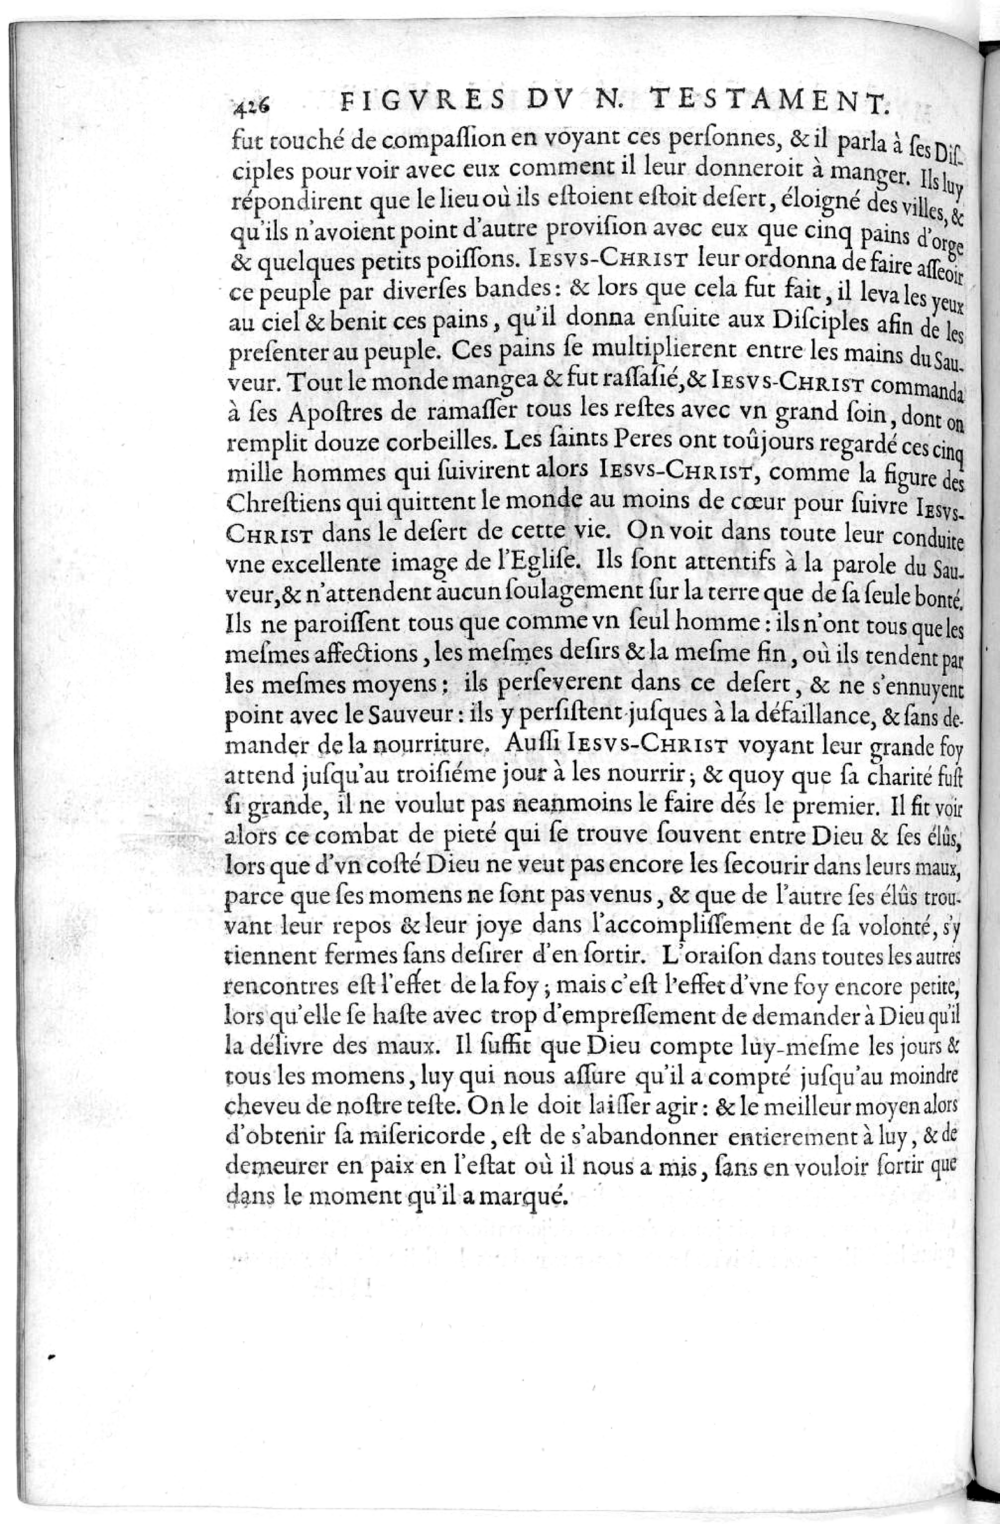 426 FIGVRES DV N. TESTAMENT.
fut touché de compaſſion en voyant ces perſonnes, & il parla à ſes Diſ-
ciples pour voir avec eux comment il leur donneroit à manger. Ils luy
répondirent que le lieu où ils eſtoient eſtoit deſert, éloigné des villes, &
qu'ils n'avoient point d'autre proviſion avec eux que cinq pains d'orge
& quelques petits poiſſons. IESVS-CHRIST leur ordonna de faire aſſeoir
ce peuple par diverſes bandes: & lors que cela fut fait, il leva les yeux
au ciel & benit ces pains, qu'il donna enſuite aux Diſciples afin de les
preſenter au peuple. Ces pains ſe multiplierent entre les mains du Sau-
veur. Tout le monde mangea & fut raſſaſié, & IESVS-CHRIST commanda
à ſes Apoſtres de ramaſſer tous les reſtes avec vn grand ſoin, dont on
remplit douze corbeilles. Les ſaints Peres ont toûjours regardé ces cinq
mille hommes qui ſuivirent alors IESVS-CHRIST, comme la figure des
Chreſtiens qui quittent le monde au moins de cœur pour ſuivre IESVS-
CHRIST dans le deſert de cette vie. On voit dans toute leur conduite
vne excellente image de l'Egliſe. Ils ſont attentifs à la parole du Sau-
veur, & n'attendent aucun ſoulagement ſur la terre que de ſa ſeule bonté.
Ils ne paroiſſent tous que comme vn ſeul homme: ils n'ont tous que les
meſmes affections, les meſmes deſirs & la meſme fin, où ils tendent par
les meſmes moyens; ils perſeverent dans ce deſert, & ne s'ennuyent
point avec le Sauveur: ils y perſiſtent juſques à la défaillance, & ſans de-
mander de la nourriture. Auſſi IESVS-CHRIST voyant leur grande foy
attend juſqu'au troiſiéme jour à les nourrir; & quoy que ſa charité fuſt
ſi grande, il ne voulut pas neanmoins le faire dés le premier. Il fit voir
alors ce combat de pieté qui ſe trouve ſouvent entre Dieu & ſes élûs,
lors que d'vn coſté Dieu ne veut pas encore les ſecourir dans leurs maux,
parce que ſes momens ne ſont pas venus, & que de l'autre ſes élûs trou-
vant leur repos & leur joye dans l'accompliſſement de ſa volonté, s'y
tiennent fermes ſans deſirer d'en ſortir. L'oraiſon dans toutes les autres
rencontres eſt l'effet de la foy; mais c'eſt l'effet d'vne foy encore petite,
lors qu'elle ſe haſte avec trop d'empreſſement de demander à Dieu qu'il
la délivre des maux. Il ſuffit que Dieu compte luy-meſme les jours &
tous les momens, luy qui nous aſſure qu'il a compté juſqu'au moindre
cheveu de noſtre teſte. On le doit laiſſer agir: & le meilleur moyen alors
d'obtenir ſa miſericorde, eſt de s'abandonner entierement à luy, & de
demeurer en paix en l'eſtat où il nous a mis, ſans en vouloir ſortir que
dans le moment qu'il a marqué.